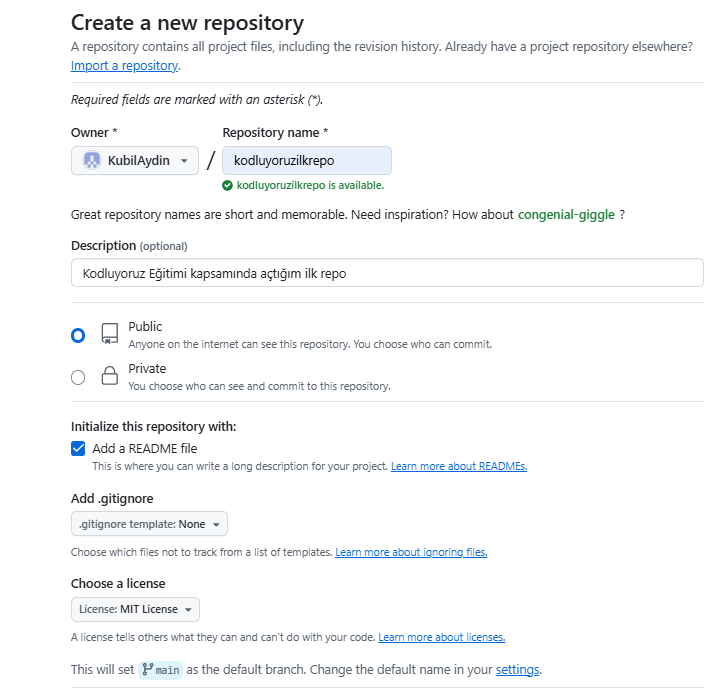 Create a new repository
A repository contains all project files, including the revision history. Already have a project repository elsewhere?
Import a repository.
Required fields are marked with an asterisk (*).
Owner * Repository name *
KubilAydin / kodluyoruzilkrepo
kodluyoruzilkrepo is available.
Great repository names are short and memorable. Need inspiration? How about congenial-giggle ?
Description (optional)
Kodluyoruz Eğitimi kapsamında açtığım ilk repo
Public
Anyone on the internet can see this repository. You choose who can commit.
Private
You choose who can see and commit to this repository.
Initialize this repository with:
Add a README file
This is where you can write a long description for your project. Learn more about READMEs.
Add .gitignore
.gitignore template: None
Choose which files not to track from a list of templates. Learn more about ignoring files.
Choose a license
License: MIT License
A license tells others what they can and can't do with your code. Learn more about licenses.
This will set main as the default branch. Change the default name in your settings.